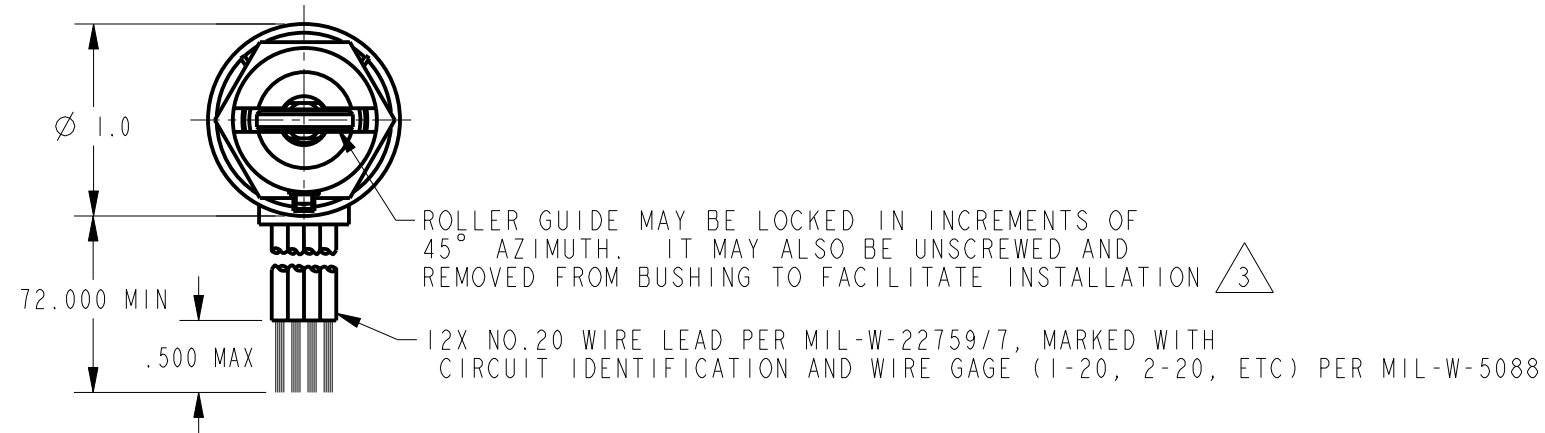 Ø 1.0
ROLLER GUIDE MAY BE LOCKED IN INCREMENTS OF
45° AZIMUTH. IT MAY ALSO BE UNSCREWED AND
REMOVED FROM BUSHING TO FACILITATE INSTALLATION 3
72.000 MIN
12X NO.20 WIRE LEAD PER MIL-W-22759/7, MARKED WITH
.500 MAX
CIRCUIT IDENTIFICATION AND WIRE GAGE (1-20, 2-20, ETC) PER MIL-W-5088